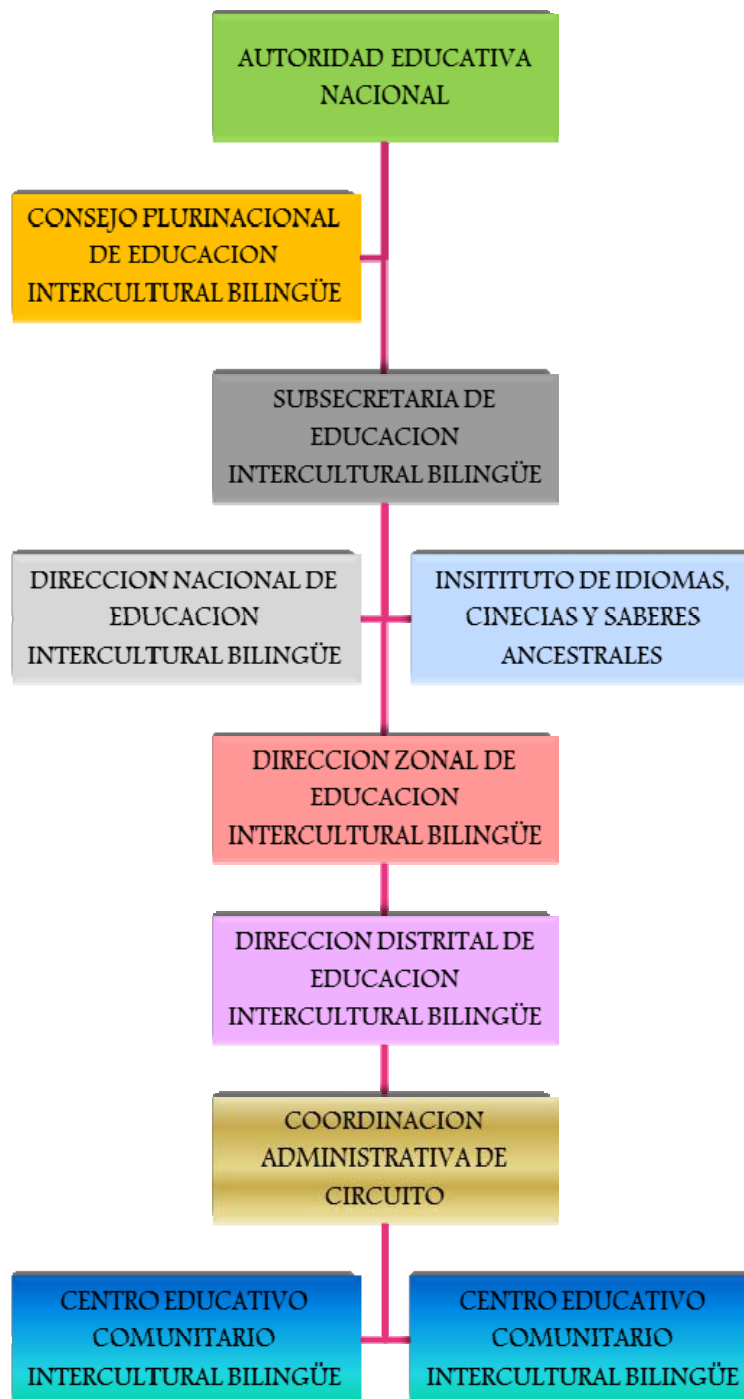 AUTORIDAD EDUCATIVA
NACIONAL
CONSEJO PLURINACIONAL
DE EDUCACION
INTERCULTURAL BILINGÜE
SUBSECRETARIA DE
EDUCACION
INTERCULTURAL BILINGÜE
DIRECCION NACIONAL DE
EDUCACION
INTERCULTURAL BILINGÜE
INSITITUTO DE IDIOMAS,
CINECIAS Y SABERES
ANCESTRALES
DIRECCION ZONAL DE
EDUCACION
INTERCULTURAL BILINGÜE
DIRECCION DISTRITAL DE
EDUCACION
INTERCULTURAL BILINGÜE
COORDINACION
ADMINISTRATIVA DE
CIRCUITO
CENTRO EDUCATIVO
COMUNITARIO
INTERCULTURAL BILINGÜE
CENTRO EDUCATIVO
COMUNITARIO
INTERCULTURAL BILINGÜE